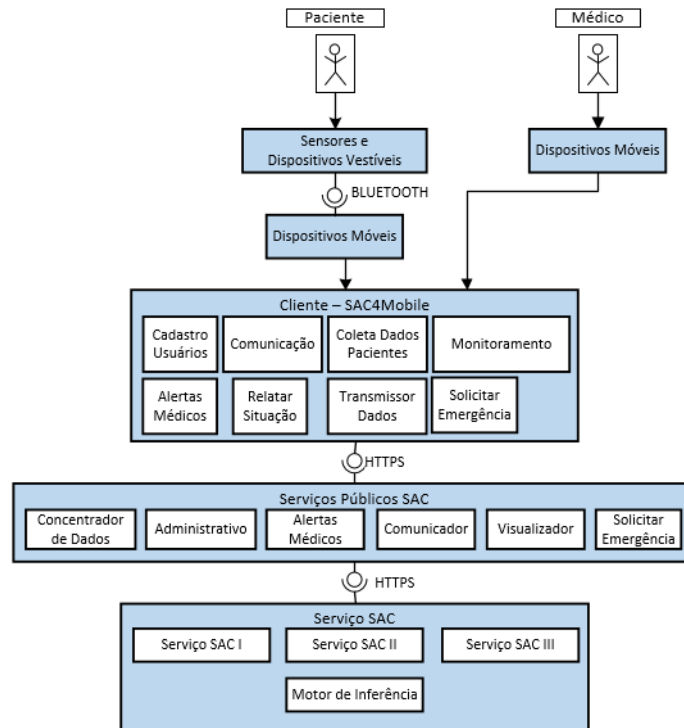 Paciente
Médico
Sensores e
Dispositivos Vestíveis
Dispositivos Móveis
BLUETOOTH
Dispositivos Móveis
Cliente – SAC4Mobile
Cadastro
Usuários
Comunicação
Coleta Dados
Pacientes
Monitoramento
Alertas
Médicos
Relatar
Situação
Transmissor
Dados
Solicitar
Emergência
HTTPS
Serviços Públicos SAC
Concentrador
de Dados
Administrativo
Alertas
Médicos
Comunicador
Visualizador
Solicitar
Emergência
HTTPS
Serviço SAC
Serviço SAC I
Serviço SAC II
Serviço SAC III
Motor de Inferência